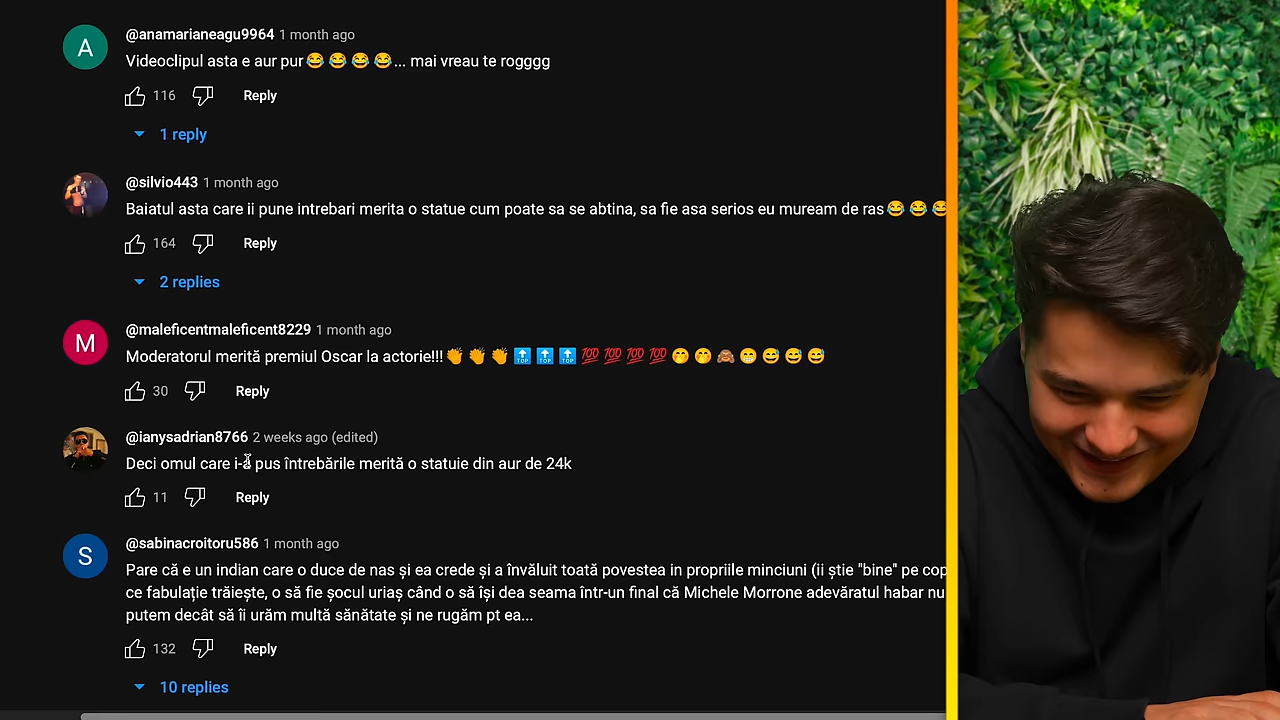 @anamarianeagu9964 1 month ago
Videoclipul asta e aur pur😂😂😂😂... mai vreau te rogggg
116 Reply
1 reply
@silvio443 1 month ago
Baiatul asta care ii pune intrebari merita o statue cum poate sa se abtina, sa fie asa serios eu muream de ras😂😂😂
164 Reply
2 replies
@maleficentmaleficent8229 1 month ago
Moderatorul merită premiul Oscar la actorie!!!👏👏👏🔝🔝🔝💯💯💯💯🤭🤭🙈😁😅😅😅
30 Reply
@ianysadrian8766 2 weeks ago (edited)
Deci omul care i-a pus întrebările merită o statuie din aur de 24k
11 Reply
@sabinacroitoru586 1 month ago
Pare că e un indian care o duce de nas și ea crede și a învăluit toată povestea in propriile minciuni (ii știe "bine" pe cop
ce fabulație trăiește, o să fie șocul uriaș când o să își dea seama într-un final că Michele Morrone adevăratul habar nu
putem decât să îi urăm multă sănătate și ne rugăm pt ea...
132 Reply
10 replies
A
M
S